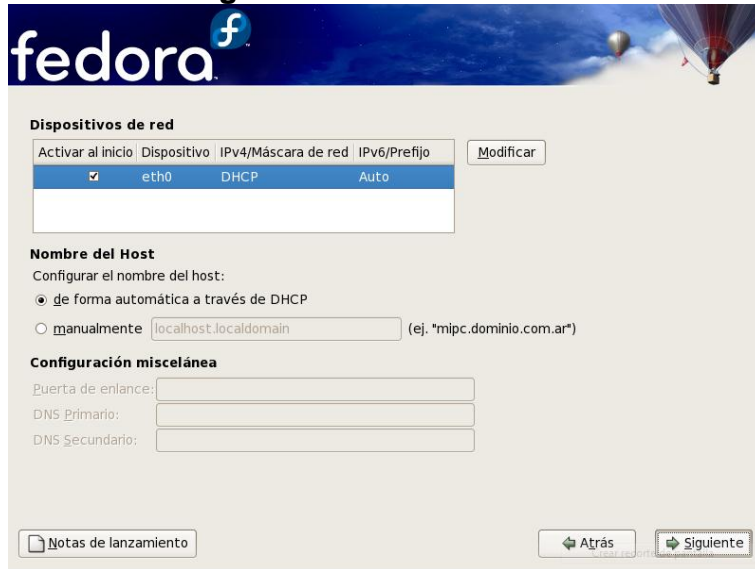 fedora
Dispositivos de red
Activar al inicio Dispositivo IPv4/Máscara de red IPv6/Prefijo
Modificar
eth0 DHCP Auto
Nombre del Host
Configurar el nombre del host:
de forma automática a través de DHCP
manualmente localhost.localdomain (ej. "mipc.dominio.com.ar")
Configuración miscelánea
Puerta de enlance:
DNS Primario:
DNS Secundario:
Notas de lanzamiento
Atrás
Siguiente
Crear reporte